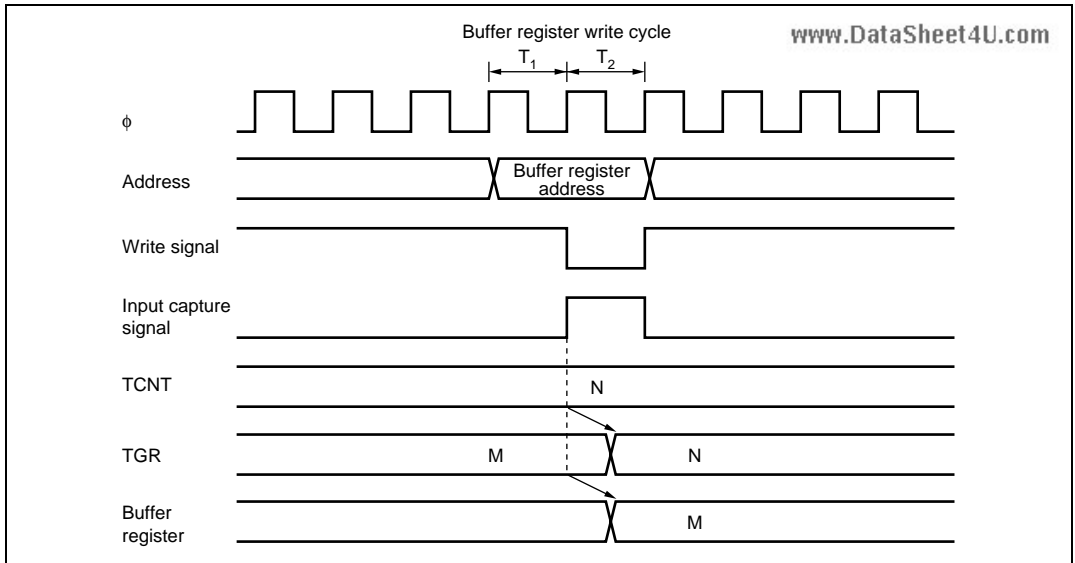 www.DataSheet4U.com
Buffer register write cycle
T1 T2
ϕ
Address
Buffer register
address
Write signal
Input capture
signal
TCNT
N
TGR
M N
Buffer
register
M